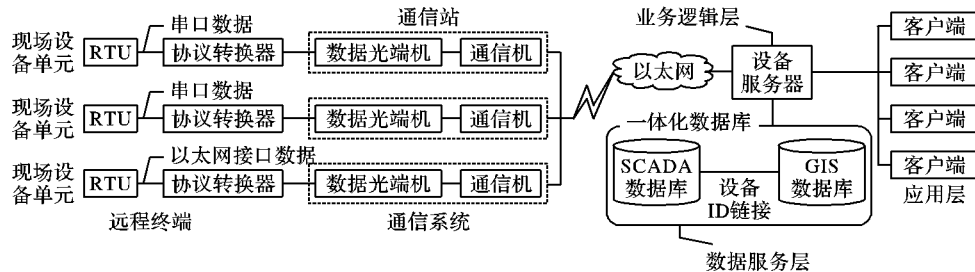 通信站
业务逻辑层
串口数据
现场设
备单元
RTU
协议转换器
数据光端机
通信机
串口数据
现场设
备单元
RTU
协议转换器
数据光端机
通信机
以太网接口数据
现场设
备单元
RTU
协议转换器
数据光端机
通信机
远程终端
通信系统
以太网
设备
服务器
一体化数据库
SCADA
数据库
设备
ID链接
GIS
数据库
数据服务层
客户端
客户端
客户端
客户端
应用层